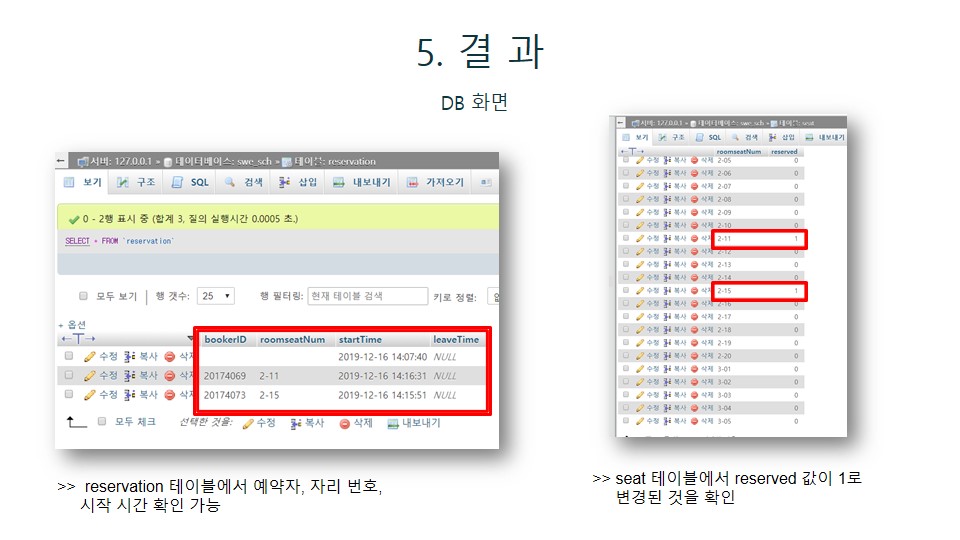 5. 결 과
DB 화면
서버: 127.0.0.1 » 데이터베이스: swe_sch » 테이블: reservation
보기 구조 SQL 검색 삽입 내보내기 가져오기
0 - 2행 표시 중 (합계 3, 질의 실행시간 0.0005 초.)
SELECT * FROM `reservation`
모두 보기 | 행 갯수: 25 행 필터링: 현재 테이블 검색 키로 정렬:
+ 옵션
←T→ bookerID roomseatNum startTime leaveTime
수정 복사 삭제 2019-12-16 14:07:40 NULL
수정 복사 삭제 20174069 2-11 2019-12-16 14:16:31 NULL
수정 복사 삭제 20174073 2-15 2019-12-16 14:15:51 NULL
모두 체크 선택한 것을: 수정 복사 삭제 내보내기
>> reservation 테이블에서 예약자, 자리 번호,
시작 시간 확인 가능
서버: 127.0.0.1 » 데이터베이스: swe_sch » 테이블: seat
보기 구조 SQL 검색 삽입 내보내기
←T→ roomseatNum reserved
수정 복사 삭제 2-05 0
수정 복사 삭제 2-06 0
수정 복사 삭제 2-07 0
수정 복사 삭제 2-08 0
수정 복사 삭제 2-09 0
수정 복사 삭제 2-10 0
수정 복사 삭제 2-11 1
수정 복사 삭제 2-12 0
수정 복사 삭제 2-13 0
수정 복사 삭제 2-14 0
수정 복사 삭제 2-15 1
수정 복사 삭제 2-16 0
수정 복사 삭제 2-17 0
수정 복사 삭제 2-18 0
수정 복사 삭제 2-19 0
수정 복사 삭제 2-20 0
수정 복사 삭제 3-01 0
수정 복사 삭제 3-02 0
수정 복사 삭제 3-03 0
수정 복사 삭제 3-04 0
수정 복사 삭제 3-05 0
>> seat 테이블에서 reserved 값이 1로
변경된 것을 확인